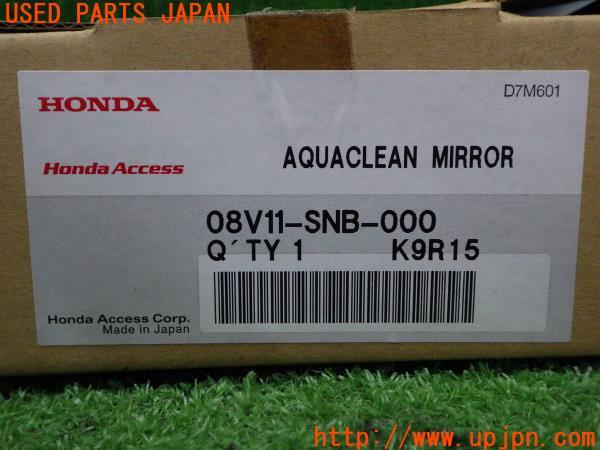 USED PARTS JAPAN
HONDA
D7M601
Honda Access
AQUACLEAN MIRROR
08V11-SNB-000
Q´TY 1 K9R15
Honda Access Corp.
Made in Japan
http://www.upjpn.com